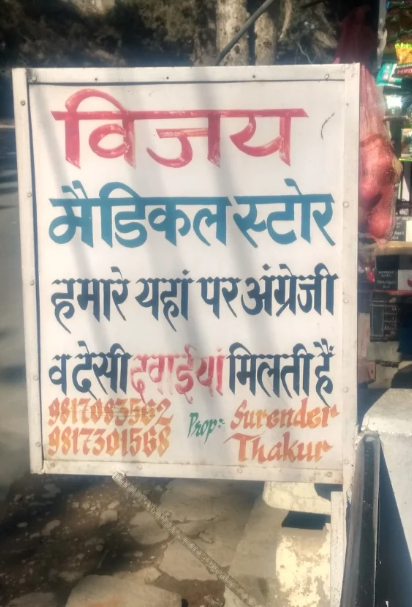 विजय
मैडिकल स्टोर
हमारे यहां पर अंग्रेजी
व देसी दवाईयां मिलती हैं
9817083562 Prop:- Surender
9817301568 Thakur